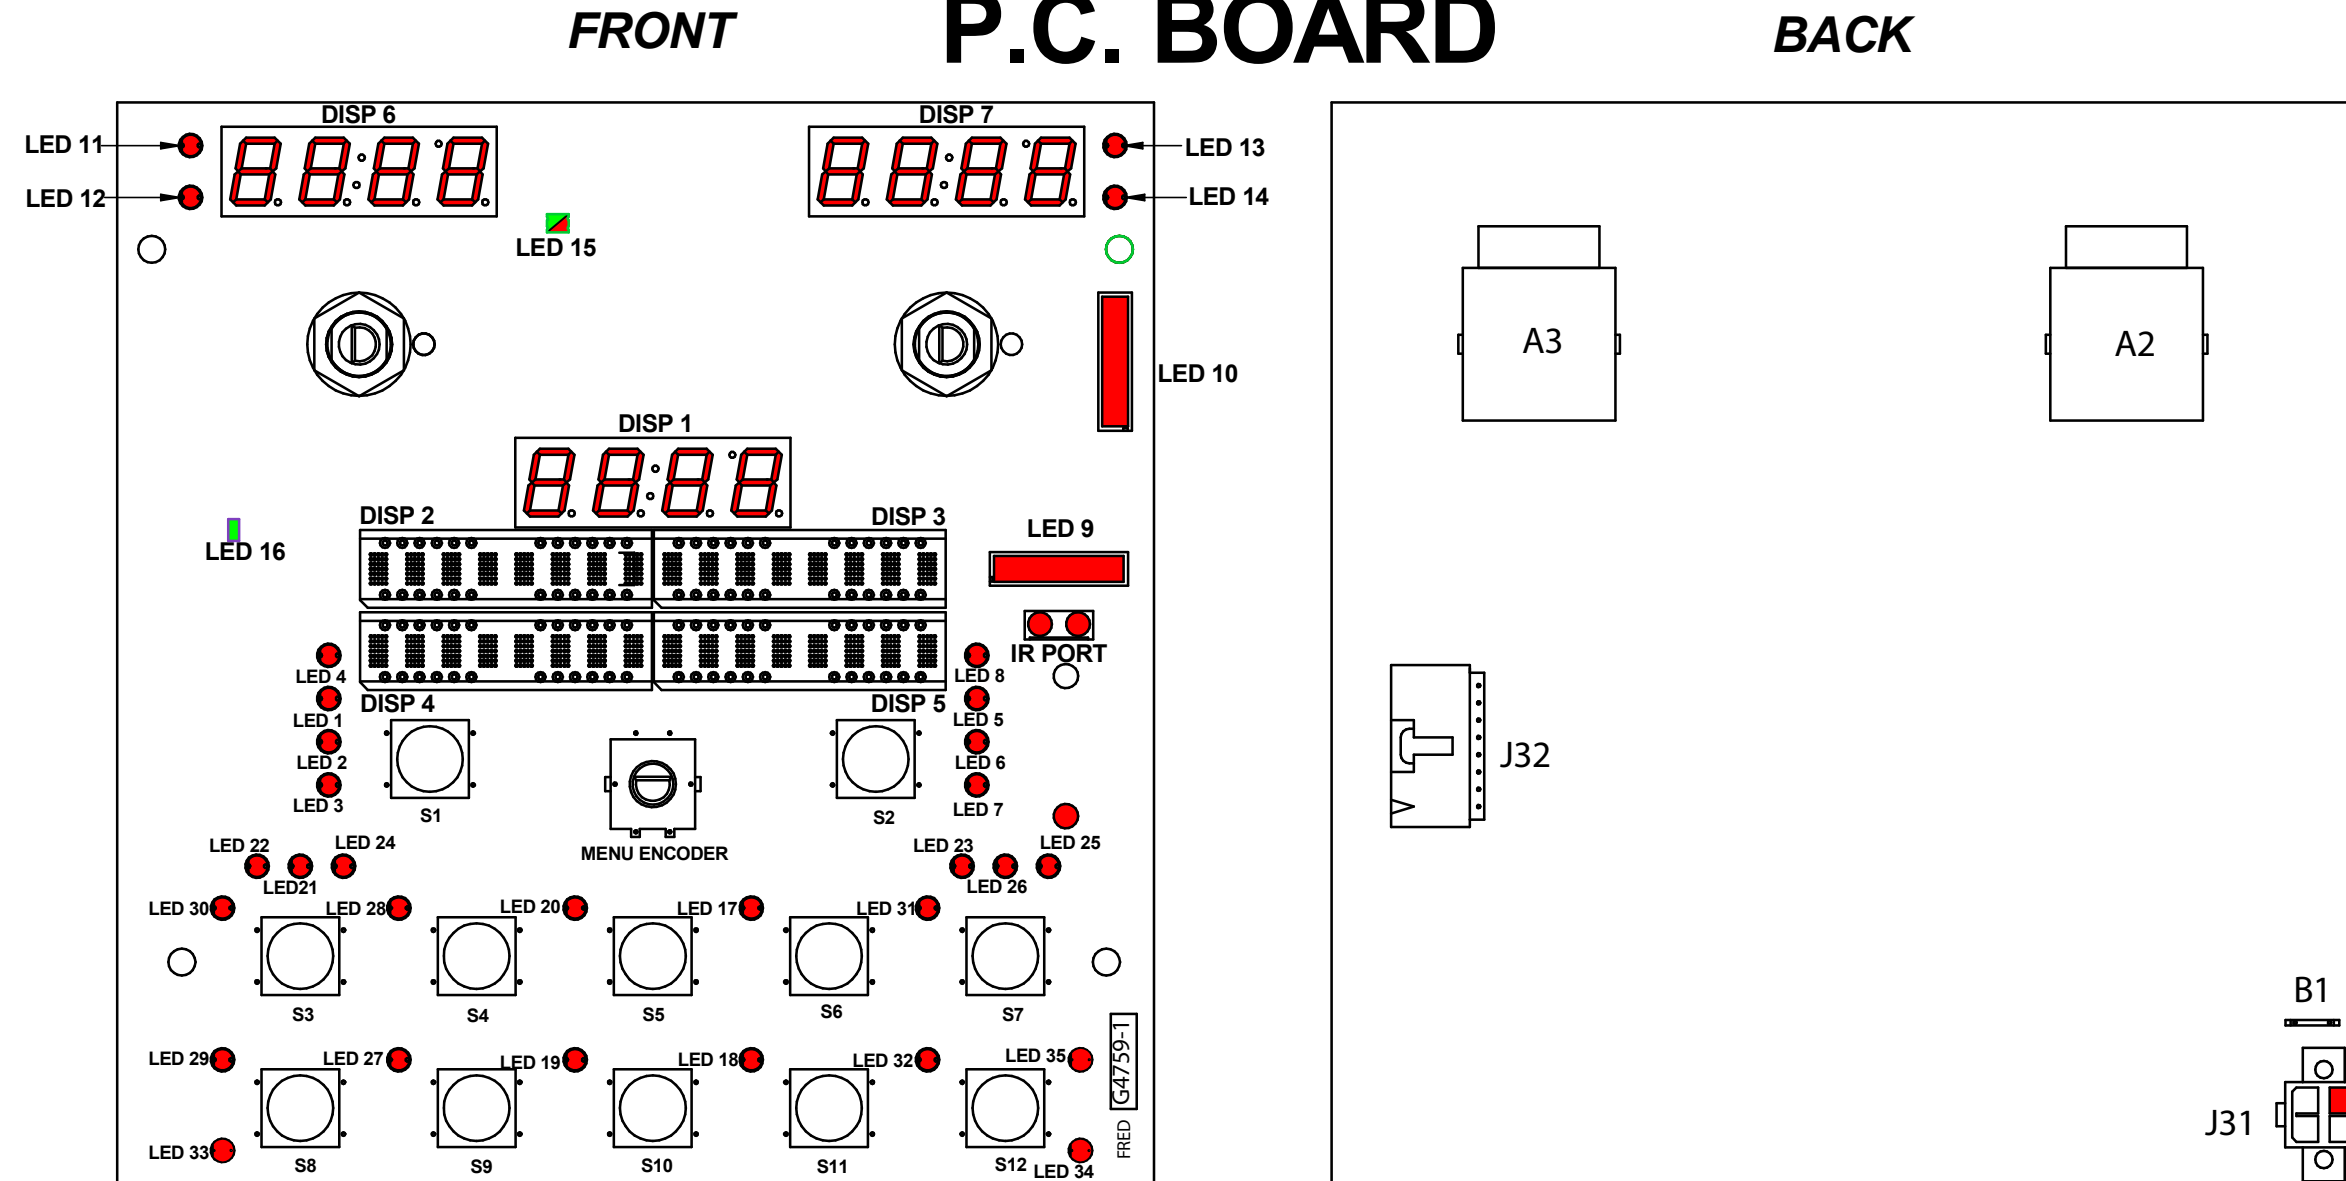 FRONT
P.C. BOARD
BACK
DISP 6
DISP 7
LED 11
LED 13
LED 12
LED 14
LED 15
A3
A2
LED 10
DISP 1
DISP 2
DISP 3
LED 9
LED 16
IR PORT
LED 4
LED 8
DISP 4
DISP 5
LED 1
LED 5
J32
LED 2
LED 6
LED 3
LED 7
S1
S2
LED 22
LED 24
MENU ENCODER
LED 23
LED 25
LED21
LED 26
LED 30
LED 28
LED 20
LED 17
LED 31
B1
S3
S4
S5
S6
S7
G4759-1
FRED
LED 29
LED 27
LED 19
LED 18
LED 32
LED 35
J31
LED 33
S8
S9
S10
S11
S12
LED 34